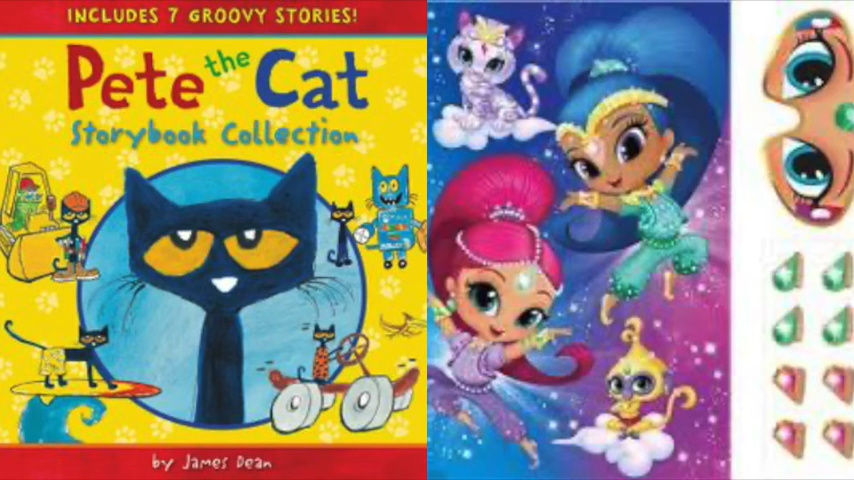 INCLUDES 7 GROOVY STORIES!
Pete the Cat
Storybook Collection
by James Dean